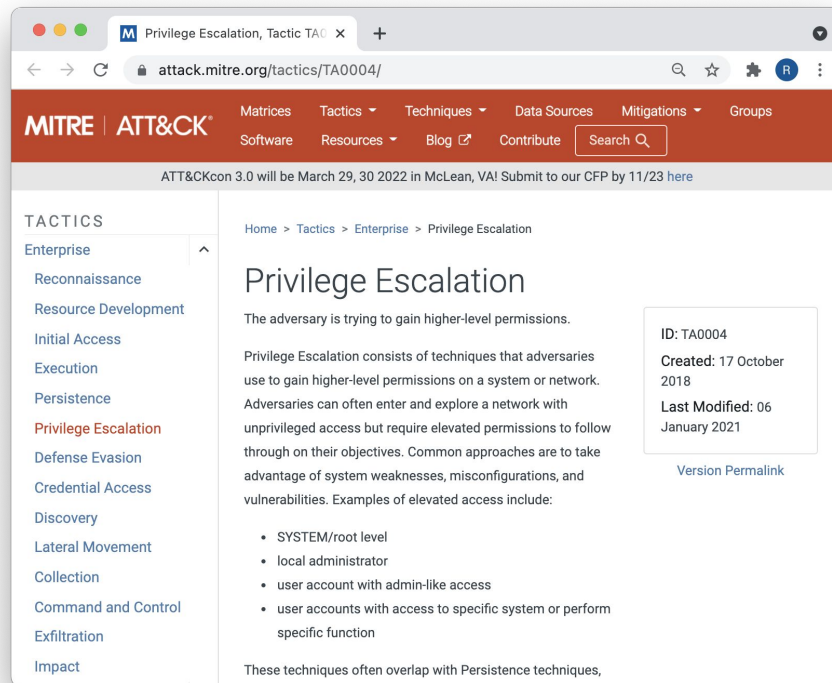 Privilege Escalation, Tactic TA0
attack.mitre.org/tactics/TA0004/
R
MITRE | ATT&CK®
Matrices Tactics Techniques Data Sources Mitigations Groups
Software Resources Blog Contribute Search
ATT&CKcon 3.0 will be March 29, 30 2022 in McLean, VA! Submit to our CFP by 11/23 here
TACTICS
Enterprise
Reconnaissance
Resource Development
Initial Access
Execution
Persistence
Privilege Escalation
Defense Evasion
Credential Access
Discovery
Lateral Movement
Collection
Command and Control
Exfiltration
Impact
Home > Tactics > Enterprise > Privilege Escalation
Privilege Escalation
The adversary is trying to gain higher-level permissions.
Privilege Escalation consists of techniques that adversaries
use to gain higher-level permissions on a system or network.
Adversaries can often enter and explore a network with
unprivileged access but require elevated permissions to follow
through on their objectives. Common approaches are to take
advantage of system weaknesses, misconfigurations, and
vulnerabilities. Examples of elevated access include:
• SYSTEM/root level
• local administrator
• user account with admin-like access
• user accounts with access to specific system or perform
specific function
These techniques often overlap with Persistence techniques,
ID: TA0004
Created: 17 October
2018
Last Modified: 06
January 2021
Version Permalink